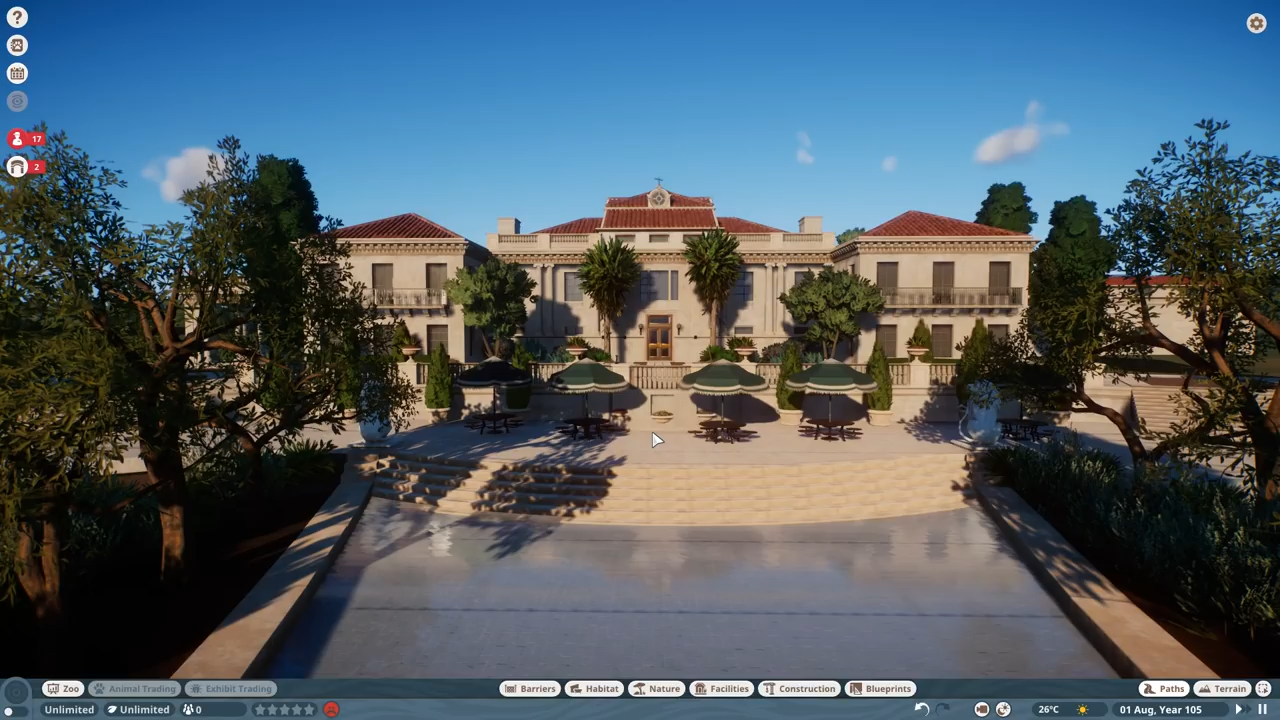 ?
17
2
Zoo
Animal Trading
Exhibit Trading
Barriers
Habitat
Nature
Facilities
Construction
Blueprints
Paths
Terrain
Unlimited
Unlimited
0
26°C
01 Aug, Year 105